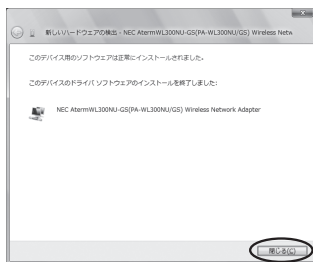 新しいハードウェアの検出 - NEC AtermWL300NU-GS(PA-WL300NU/GS) Wireless Netw
このデバイス用のソフトウェアは正常にインストールされました。
このデバイスのドライバ ソフトウェアのインストールを終了しました:
NEC AtermWL300NU-GS(PA-WL300NU/GS) Wireless Network Adapter
閉じる(C)